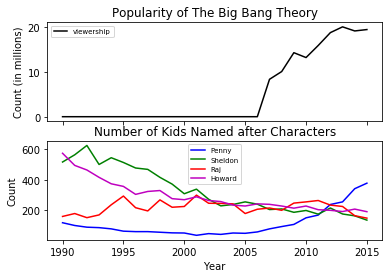 Popularity of The Big Bang Theory
Count (in millions)
20
10
0
viewership
Number of Kids Named after Characters
Count
600
400
200
Penny
Sheldon
Raj
Howard
1990 1995 2000 2005 2010 2015
Year